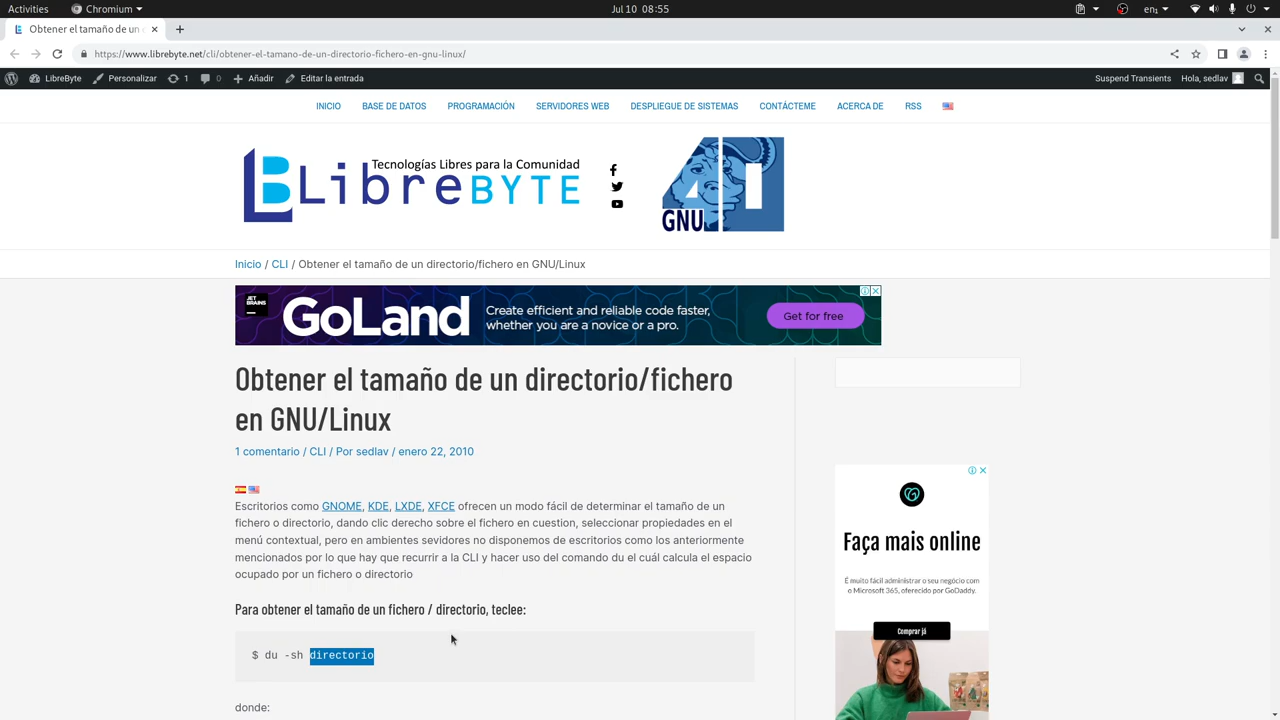 Activities
Chromium
Jul 10 08:55
en
Obtener el tamaño de un
https://www.librebyte.net/cli/obtener-el-tamano-de-un-directorio-fichero-en-gnu-linux/
LibreByte
Personalizar
1
0
Añadir
Editar la entrada
Suspend Transients
Hola, sedlav
INICIO
BASE DE DATOS
PROGRAMACIÓN
SERVIDORES WEB
DESPLIEGUE DE SISTEMAS
CONTÁCTEME
ACERCA DE
RSS
Tecnologías Libres para la Comunidad
LibreBYTE
40
GNU
Inicio / CLI / Obtener el tamaño de un directorio/fichero en GNU/Linux
JET
BRAINS
GoLand
Create efficient and reliable code faster,
whether you are a novice or a pro.
Get for free
Obtener el tamaño de un directorio/fichero
en GNU/Linux
1 comentario / CLI / Por sedlav / enero 22, 2010
Escritorios como GNOME, KDE, LXDE, XFCE ofrecen un modo fácil de determinar el tamaño de un
fichero o directorio, dando clic derecho sobre el fichero en cuestion, seleccionar propiedades en el
menú contextual, pero en ambientes sevidores no disponemos de escritorios como los anteriormente
mencionados por lo que hay que recurrir a la CLI y hacer uso del comando du el cuál calcula el espacio
ocupado por un fichero o directorio
Para obtener el tamaño de un fichero / directorio, teclee:
$ du -sh directorio
donde:
Faça mais online
É muito fácil administrar o seu negócio com
o Microsoft 365, oferecido por GoDaddy.
Comprar já